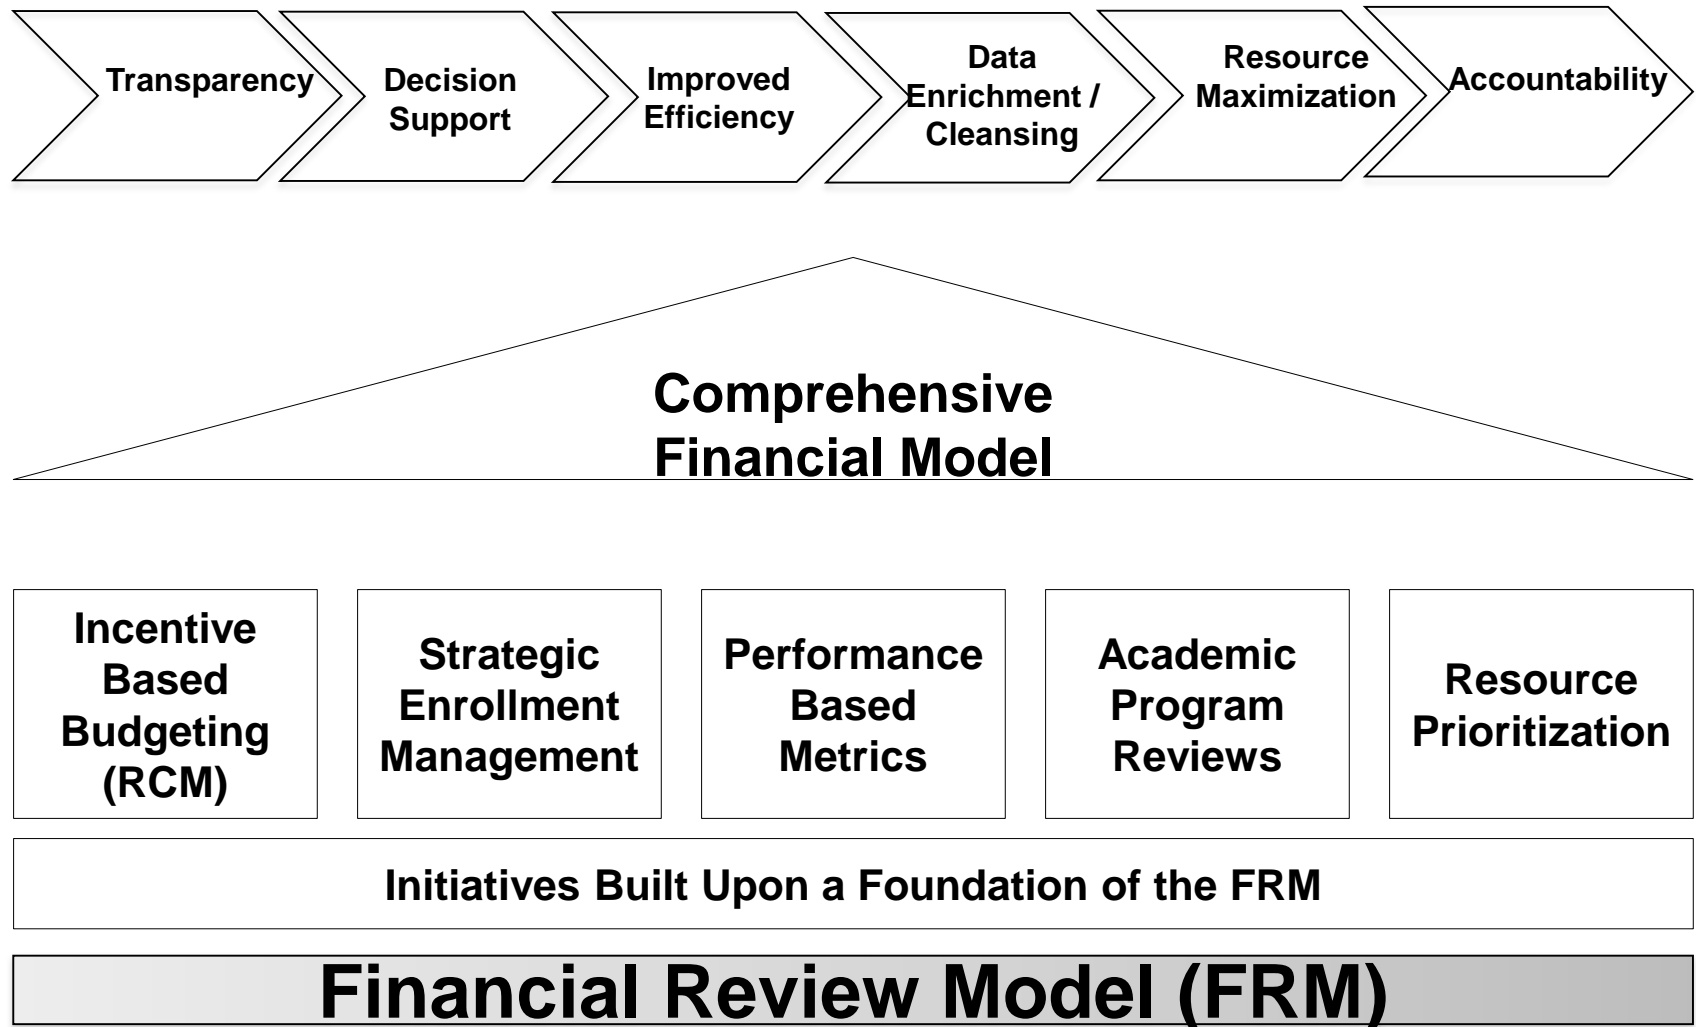 Transparency
Decision
Support
Improved
Efficiency
Data
Enrichment /
Cleansing
Resource
Maximization
Accountability
Comprehensive
Financial Model
Incentive
Based
Budgeting
(RCM)
Strategic
Enrollment
Management
Performance
Based
Metrics
Academic
Program
Reviews
Resource
Prioritization
Initiatives Built Upon a Foundation of the FRM
Financial Review Model (FRM)